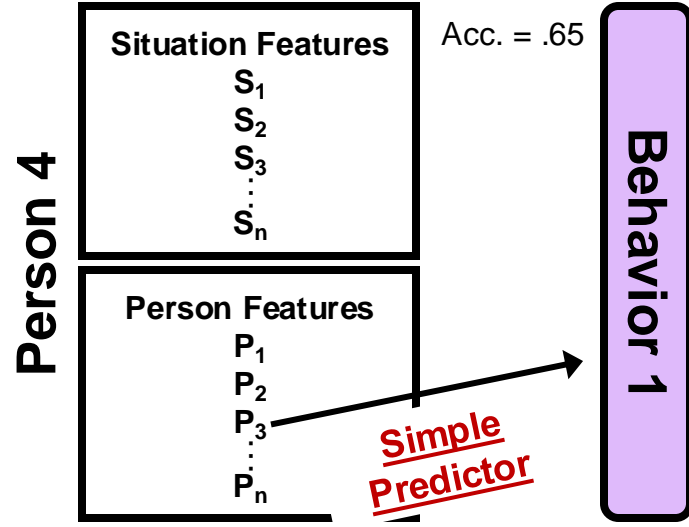 Person 4
Situation Features
S₁
S₂
S₃
⋮
Sₙ
Person Features
P₁
P₂
P₃
⋮
Pₙ
Acc. = .65
Simple
Predictor
Behavior 1